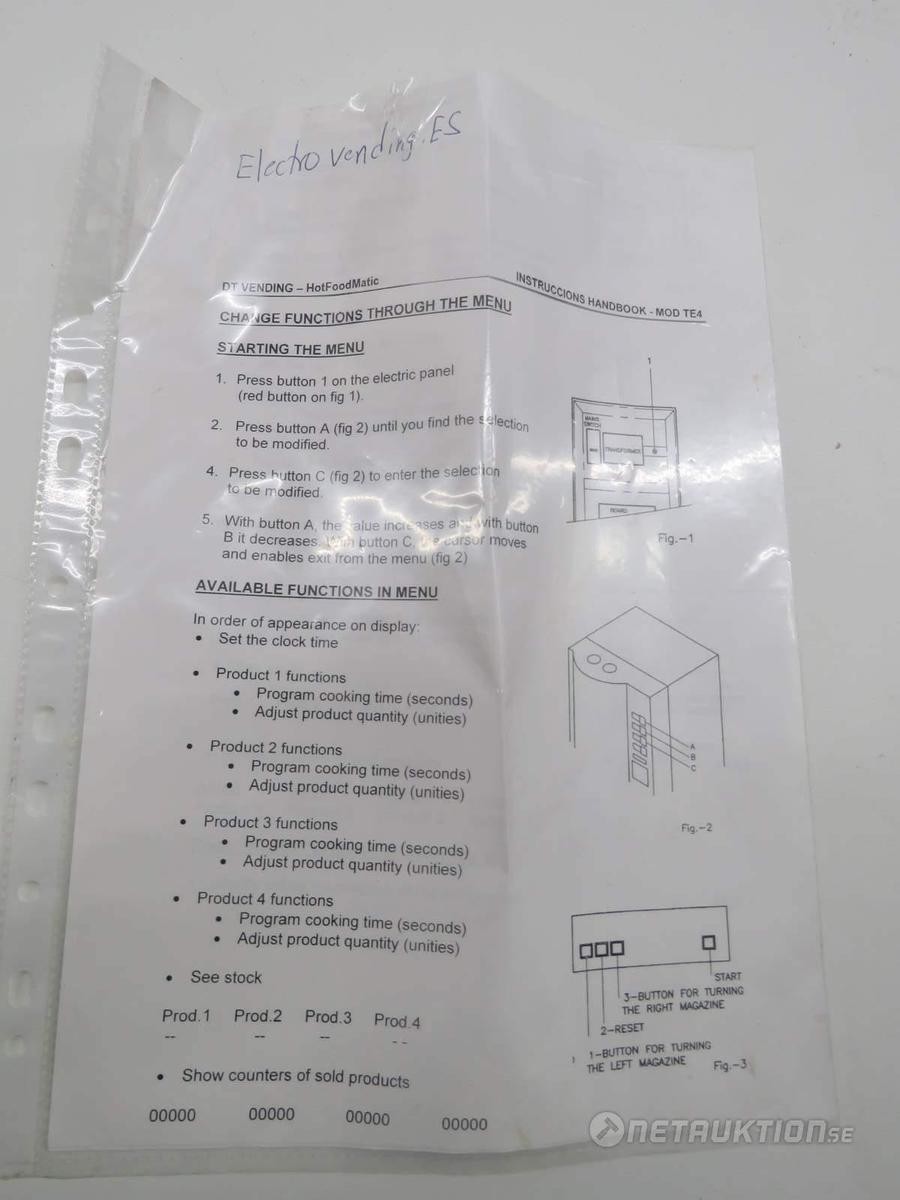 Electro vending.ES
DT VENDING – HotFoodMatic
INSTRUCCIONS HANDBOOK - MOD TE4
CHANGE FUNCTIONS THROUGH THE MENU
STARTING THE MENU
1. Press button 1 on the electric panel
(red button on fig 1).
2. Press button A (fig 2) until you find the selection
to be modified.
4. Press button C (fig 2) to enter the selection
to be modified.
5. With button A, the value increases and with button
B it decreases. With button C, the cursor moves
and enables exit from the menu (fig 2)
AVAILABLE FUNCTIONS IN MENU
In order of appearance on display:
• Set the clock time
• Product 1 functions
• Program cooking time (seconds)
• Adjust product quantity (unities)
• Product 2 functions
• Program cooking time (seconds)
• Adjust product quantity (unities)
• Product 3 functions
• Program cooking time (seconds)
• Adjust product quantity (unities)
• Product 4 functions
• Program cooking time (seconds)
• Adjust product quantity (unities)
• See stock
Prod.1 Prod.2 Prod.3 Prod.4
-- -- -- --
• Show counters of sold products
00000 00000 00000 00000
1
MAINS
SWITCH
TRANSFORMER
BOARD
Fig.-1
A
B
C
Fig.-2
START
3-BUTTON FOR TURNING
THE RIGHT MAGAZINE
2-RESET
1-BUTTON FOR TURNING
THE LEFT MAGAZINE
Fig.-3
NETAUKTION.SE